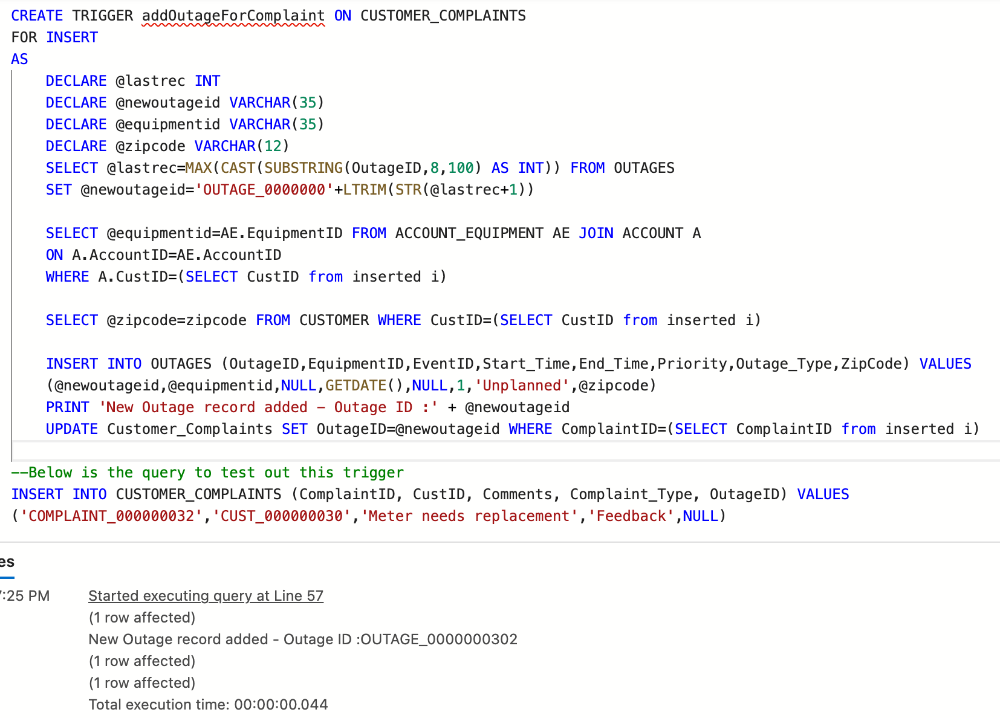 CREATE TRIGGER addOutageForComplaint ON CUSTOMER_COMPLAINTS
FOR INSERT
AS
    DECLARE @lastrec INT
    DECLARE @newoutageid VARCHAR(35)
    DECLARE @equipmentid VARCHAR(35)
    DECLARE @zipcode VARCHAR(12)
    SELECT @lastrec=MAX(CAST(SUBSTRING(OutageID,8,100) AS INT)) FROM OUTAGES
    SET @newoutageid='OUTAGE_0000000'+LTRIM(STR(@lastrec+1))
    SELECT @equipmentid=AE.EquipmentID FROM ACCOUNT_EQUIPMENT AE JOIN ACCOUNT A
    ON A.AccountID=AE.AccountID
    WHERE A.CustID=(SELECT CustID from inserted i)
    SELECT @zipcode=zipcode FROM CUSTOMER WHERE CustID=(SELECT CustID from inserted i)
    INSERT INTO OUTAGES (OutageID,EquipmentID,EventID,Start_Time,End_Time,Priority,Outage_Type,ZipCode) VALUES
    (@newoutageid,@equipmentid,NULL,GETDATE(),NULL,1,'Unplanned',@zipcode)
    PRINT 'New Outage record added – Outage ID :' + @newoutageid
    UPDATE Customer_Complaints SET OutageID=@newoutageid WHERE ComplaintID=(SELECT ComplaintID from inserted i)
--Below is the query to test out this trigger
INSERT INTO CUSTOMER_COMPLAINTS (ComplaintID, CustID, Comments, Complaint_Type, OutageID) VALUES
('COMPLAINT_000000032','CUST_000000030','Meter needs replacement','Feedback',NULL)
es
:25 PM Started executing query at Line 57
(1 row affected)
New Outage record added - Outage ID :OUTAGE_0000000302
(1 row affected)
(1 row affected)
Total execution time: 00:00:00.044